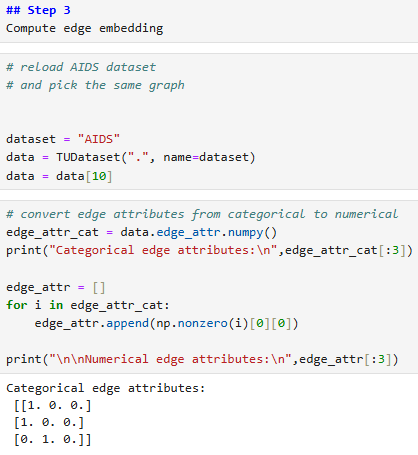 ## Step 3
Compute edge embedding
# reload AIDS dataset
# and pick the same graph
dataset = "AIDS"
data = TUDataset(".", name=dataset)
data = data[10]
# convert edge attributes from categorical to numerical
edge_attr_cat = data.edge_attr.numpy()
print("Categorical edge attributes:\n",edge_attr_cat[:3])
edge_attr = []
for i in edge_attr_cat:
    edge_attr.append(np.nonzero(i)[0][0])
print("\n\nNumerical edge attributes:\n",edge_attr[:3])
Categorical edge attributes:
 [[1. 0. 0.]
 [1. 0. 0.]
 [0. 1. 0.]]